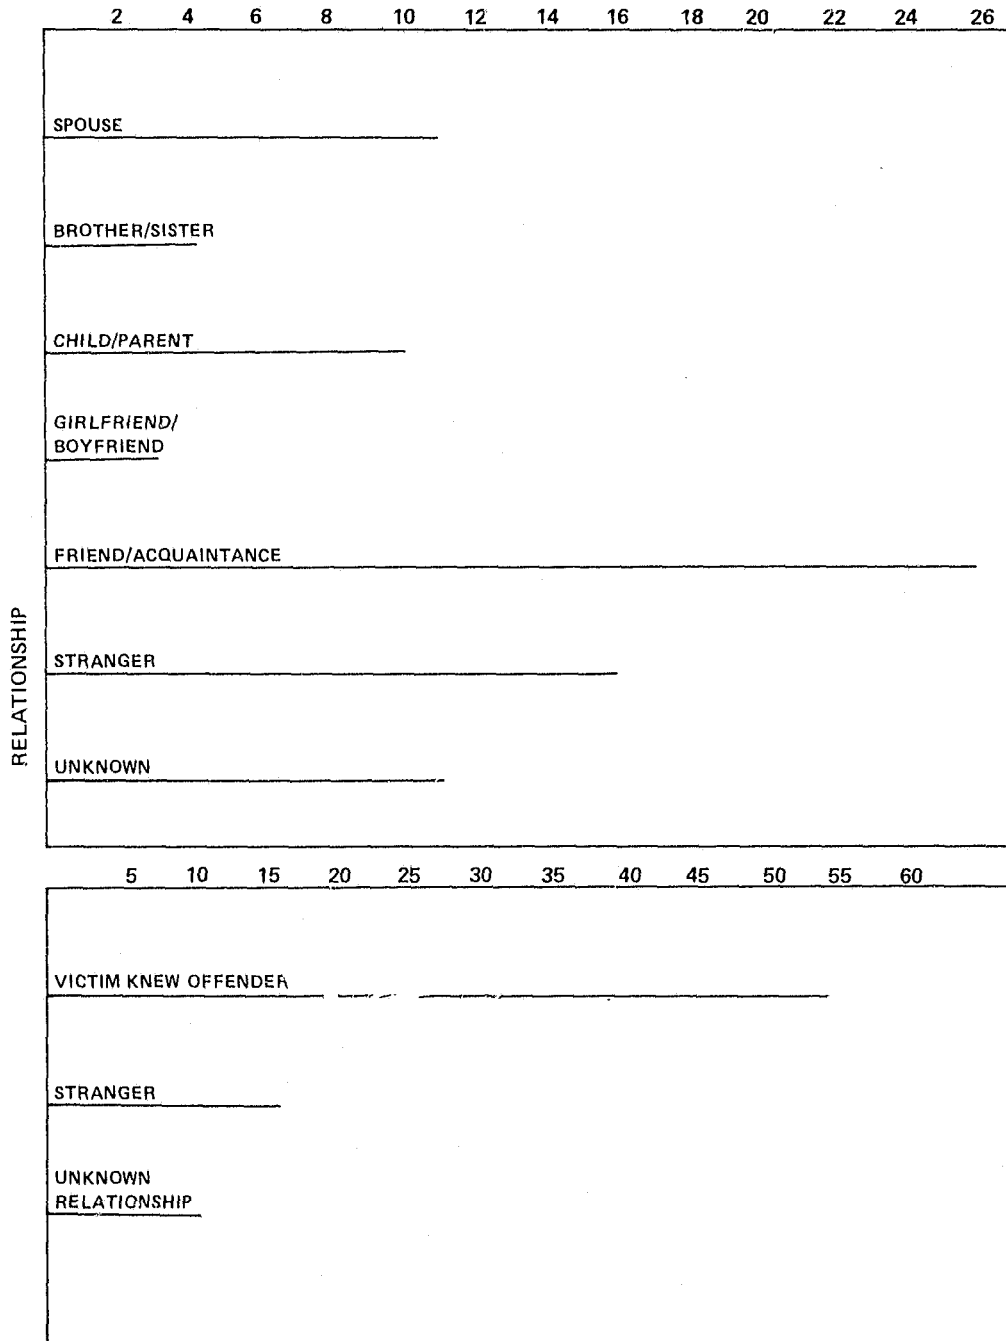 2 4 6 8 10 12 14 16 18 20 22 24 26
SPOUSE
BROTHER/SISTER
CHILD/PARENT
GIRLFRIEND/
BOYFRIEND
FRIEND/ACQUAINTANCE
STRANGER
UNKNOWN
RELATIONSHIP
5 10 15 20 25 30 35 40 45 50 55 60
VICTIM KNEW OFFENDER
STRANGER
UNKNOWN
RELATIONSHIP